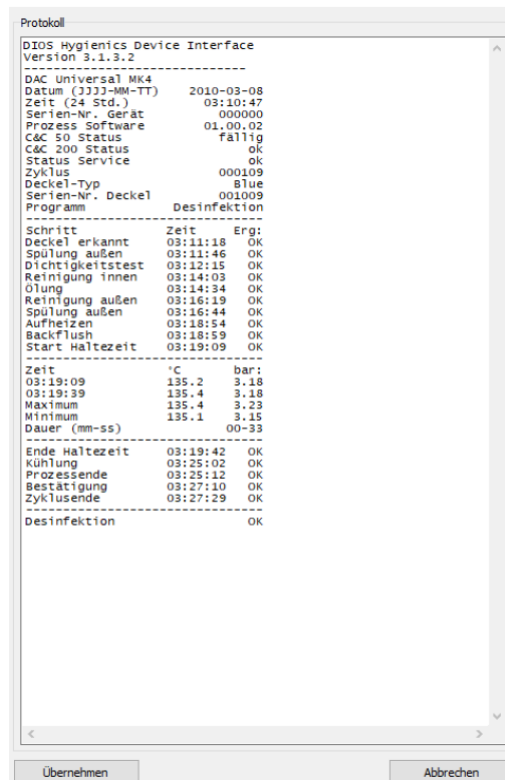 Protokoll
DIOS Hygienics Device Interface
Version 3.1.3.2
------------------------------
DAC Universal MK4
Datum (JJJJ-MM-TT) 2010-03-08
Zeit (24 Std.) 03:10:47
Serien-Nr. Gerät 000000
Prozess Software 01.00.02
C&C 50 Status fällig
C&C 200 Status ok
Status Service ok
Zyklus 000109
Deckel-Typ Blue
Serien-Nr. Deckel 001009
Programm Desinfektion
--------------------------------
Schritt Zeit Erg:
Deckel erkannt 03:11:18 OK
Spülung außen 03:11:46 OK
Dichtigkeitstest 03:12:15 OK
Reinigung innen 03:14:03 OK
Ölung 03:14:34 OK
Reinigung außen 03:16:19 OK
Spülung außen 03:16:44 OK
Aufheizen 03:18:54 OK
Backflush 03:18:59 OK
Start Haltezeit 03:19:09 OK
--------------------------------
Zeit °C bar:
03:19:09 135.2 3.18
03:19:39 135.4 3.18
Maximum 135.4 3.23
Minimum 135.1 3.15
Dauer (mm-ss) 00-33
--------------------------------
Ende Haltezeit 03:19:42 OK
Kühlung 03:25:02 OK
Prozessende 03:25:12 OK
Bestätigung 03:27:10 OK
Zyklusende 03:27:29 OK
--------------------------------
Desinfektion OK
Übernehmen Abbrechen